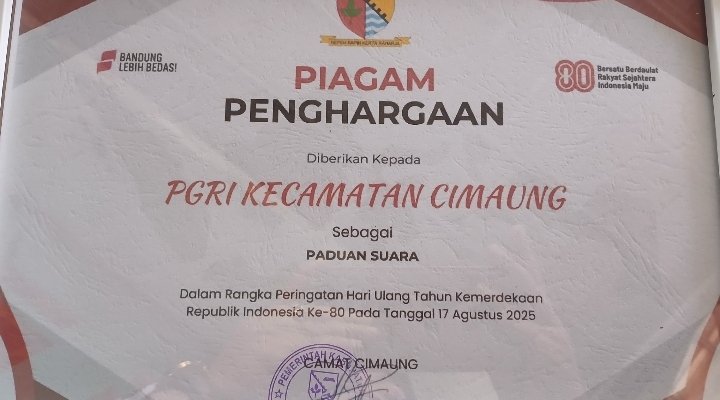 BANDUNG
LEBIH BEDAS!
80
Bersatu Berdaulat
Rakyat Sejahtera
Indonesia Maju
PIAGAM
PENGHARGAAN
Diberikan Kepada
PGRI KECAMATAN CIMAUNG
Sebagai
PADUAN SUARA
Dalam Rangka Peringatan Hari Ulang Tahun Kemerdekaan
Republik Indonesia Ke-80 Pada Tanggal 17 Agustus 2025
CAMAT CIMAUNG
PEMERINTAH